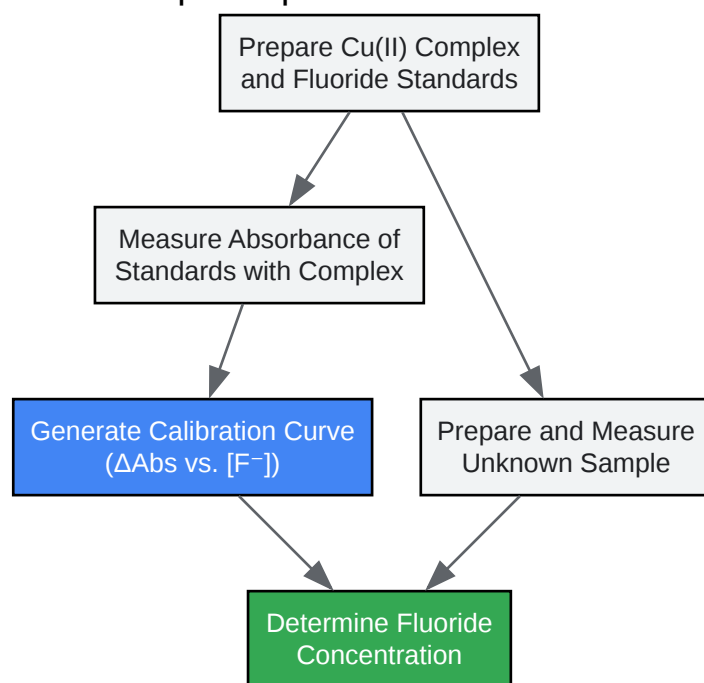 Prepare Cu(II) Complex
and Fluoride Standards
Measure Absorbance of
Standards with Complex
Generate Calibration Curve
(ΔAbs vs. [F⁻])
Prepare and Measure
Unknown Sample
Determine Fluoride
Concentration